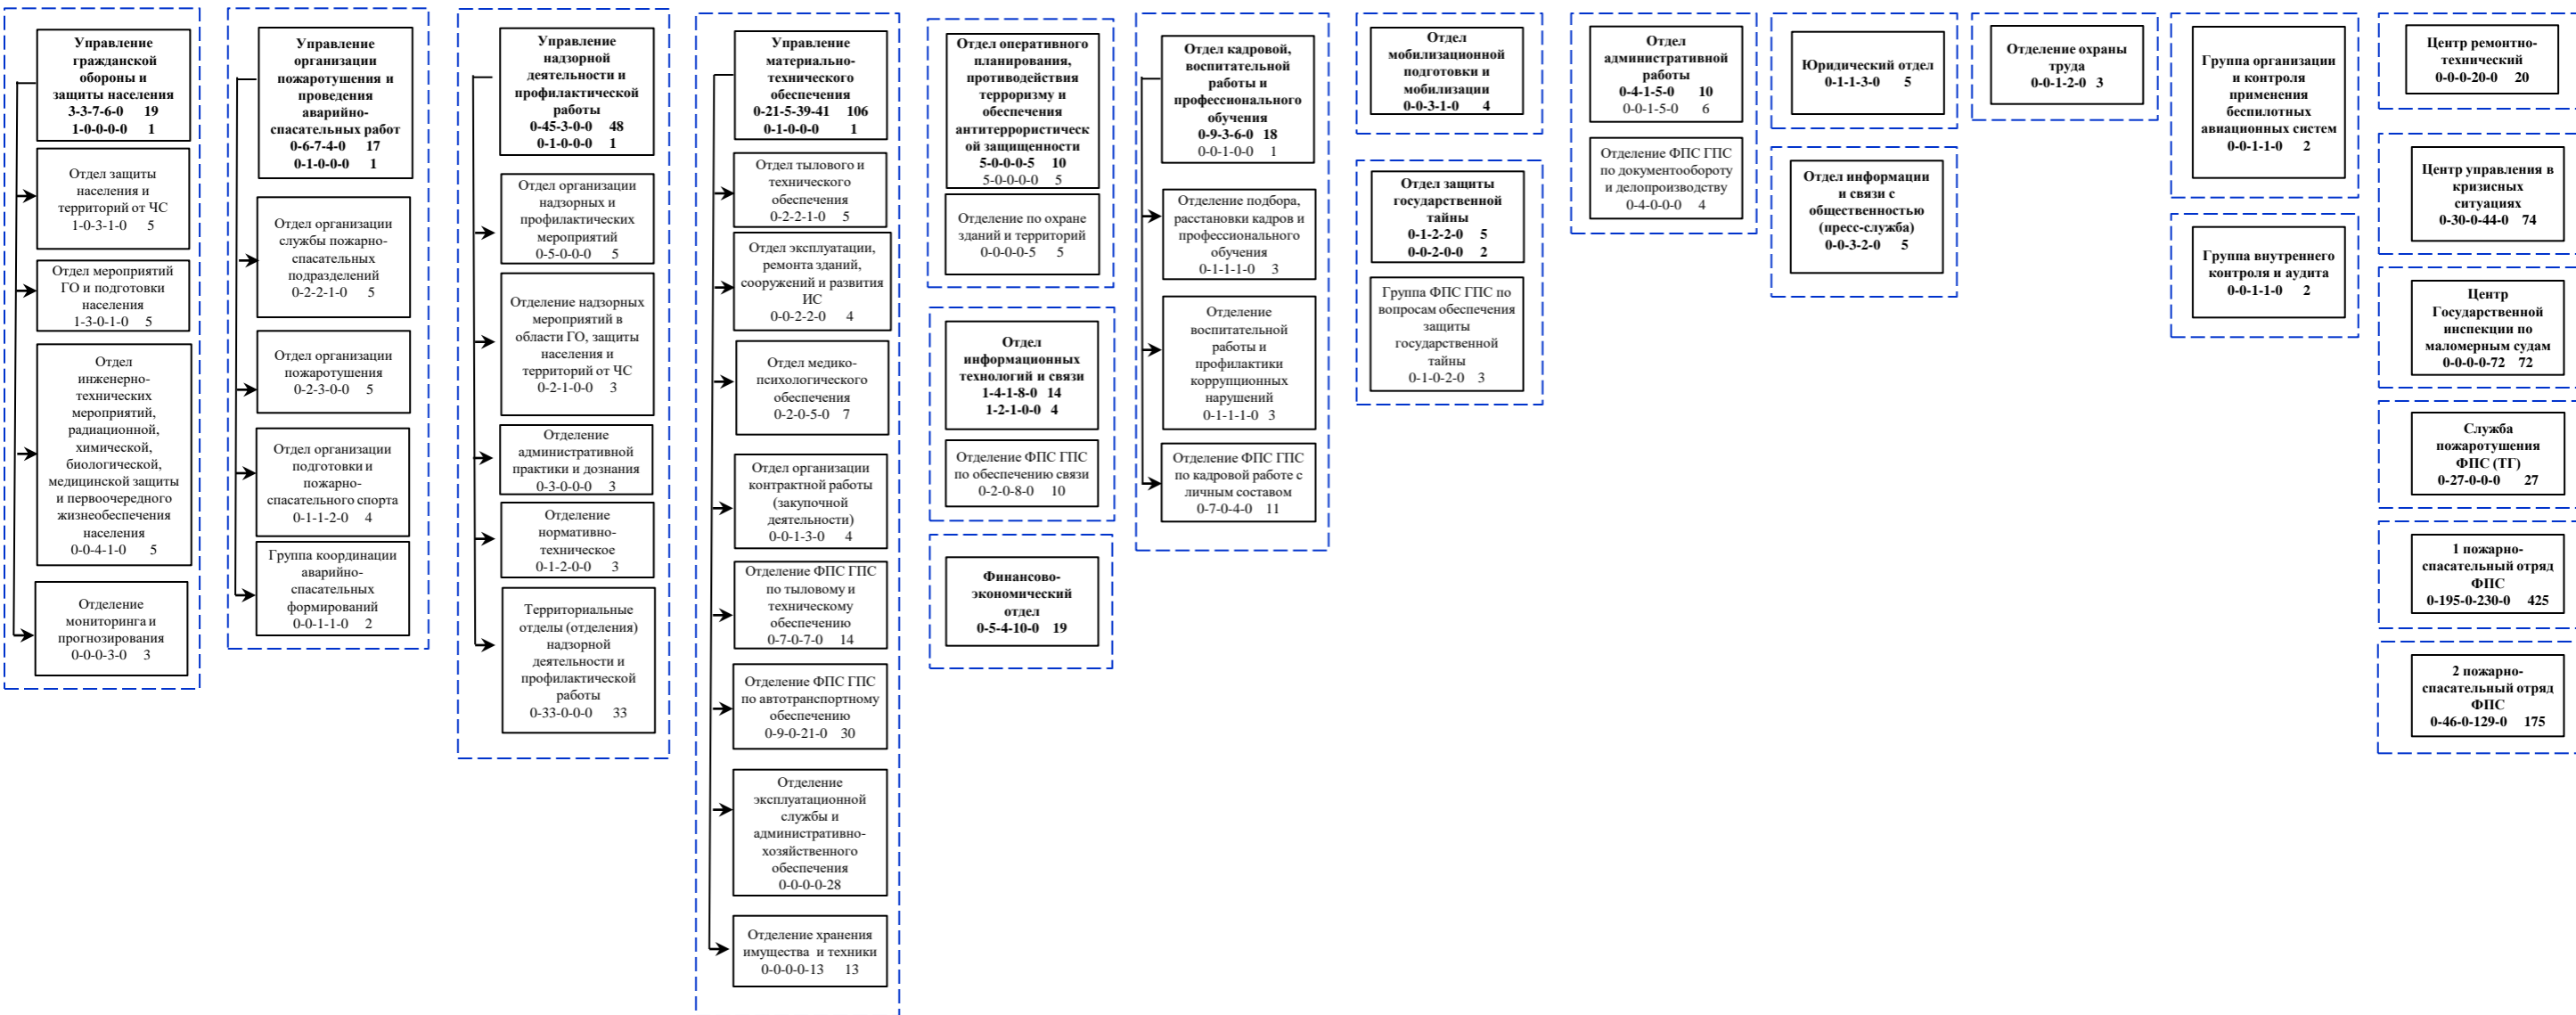 Управление
гражданской
обороны и
защиты населения
3-3-7-6-0 19
1-0-0-0-0 1
Отдел защиты
населения и
территорий от ЧС
1-0-3-1-0 5
Отдел мероприятий
ГО и подготовки
населения
1-3-0-1-0 5
Отдел
инженерно-
технических
мероприятий,
радиационной,
химической,
биологической,
медицинской защиты
и первоочередного
жизнеобеспечения
населения
0-0-4-1-0 5
Отделение
мониторинга и
прогнозирования
0-0-0-3-0 3
Управление
организации
пожаротушения и
проведения
аварийно-
спасательных работ
0-6-7-4-0 17
0-1-0-0-0 1
Отдел организации
службы пожарно-
спасательных
подразделений
0-2-2-1-0 5
Отдел организации
пожаротушения
0-2-3-0-0 5
Отдел организации
подготовки и
пожарно-
спасательного спорта
0-1-1-2-0 4
Группа координации
аварийно-
спасательных
формирований
0-0-1-1-0 2
Управление
надзорной
деятельности и
профилактической
работы
0-45-3-0-0 48
0-1-0-0-0 1
Отдел организации
надзорных и
профилактических
мероприятий
0-5-0-0-0 5
Отделение надзорных
мероприятий в
области ГО, защиты
населения и
территорий от ЧС
0-2-1-0-0 3
Отделение
административной
практики и дознания
0-3-0-0-0 3
Отделение
нормативно-
техническое
0-1-2-0-0 3
Территориальные
отделы (отделения)
надзорной
деятельности и
профилактической
работы
0-33-0-0-0 33
Управление
материально-
технического
обеспечения
0-21-5-39-41 106
0-1-0-0-0 1
Отдел тылового и
технического
обеспечения
0-2-2-1-0 5
Отдел эксплуатации,
ремонта зданий,
сооружений и развития
ИС
0-0-2-2-0 4
Отдел медико-
психологического
обеспечения
0-2-0-5-0 7
Отдел организации
контрактной работы
(закупочной
деятельности)
0-0-1-3-0 4
Отделение ФПС ГПС
по тыловому и
техническому
обеспечению
0-7-0-7-0 14
Отделение ФПС ГПС
по автотранспортному
обеспечению
0-9-0-21-0 30
Отделение
эксплуатационной
службы и
административно-
хозяйственного
обеспечения
0-0-0-0-28
Отделение хранения
имущества и техники
0-0-0-0-13 13
Отдел оперативного
планирования,
противодействия
терроризму и
обеспечения
антитеррористическ
ой защищенности
5-0-0-0-5 10
5-0-0-0-0 5
Отделение по охране
зданий и территорий
0-0-0-0-5 5
Отдел
информационных
технологий и связи
1-4-1-8-0 14
1-2-1-0-0 4
Отделение ФПС ГПС
по обеспечению связи
0-2-0-8-0 10
Финансово-
экономический
отдел
0-5-4-10-0 19
Отдел кадровой,
воспитательной
работы и
профессионального
обучения
0-9-3-6-0 18
0-0-1-0-0 1
Отделение подбора,
расстановки кадров и
профессионального
обучения
0-1-1-1-0 3
Отделение
воспитательной
работы и
профилактики
коррупционных
нарушений
0-1-1-1-0 3
Отделение ФПС ГПС
по кадровой работе с
личным составом
0-7-0-4-0 11
Отдел
мобилизационной
подготовки и
мобилизации
0-0-3-1-0 4
Отдел защиты
государственной
тайны
0-1-2-2-0 5
0-0-2-0-0 2
Группа ФПС ГПС по
вопросам обеспечения
защиты
государственной
тайны
0-1-0-2-0 3
Отдел
административной
работы
0-4-1-5-0 10
0-0-1-5-0 6
Отделение ФПС ГПС
по документообороту
и делопроизводству
0-4-0-0-0 4
Юридический отдел
0-1-1-3-0 5
Отдел информации
и связи с
общественностью
(пресс-служба)
0-0-3-2-0 5
Отделение охраны
труда
0-0-1-2-0 3
Группа организации
и контроля
применения
беспилотных
авиационных систем
0-0-1-1-0 2
Группа внутреннего
контроля и аудита
0-0-1-1-0 2
Центр ремонтно-
технический
0-0-0-20-0 20
Центр управления в
кризисных
ситуациях
0-30-0-44-0 74
Центр
Государственной
инспекции по
маломерным судам
0-0-0-0-72 72
Служба
пожаротушения
ФПС (ТГ)
0-27-0-0-0 27
1 пожарно-
спасательный отряд
ФПС
0-195-0-230-0 425
2 пожарно-
спасательный отряд
ФПС
0-46-0-129-0 175